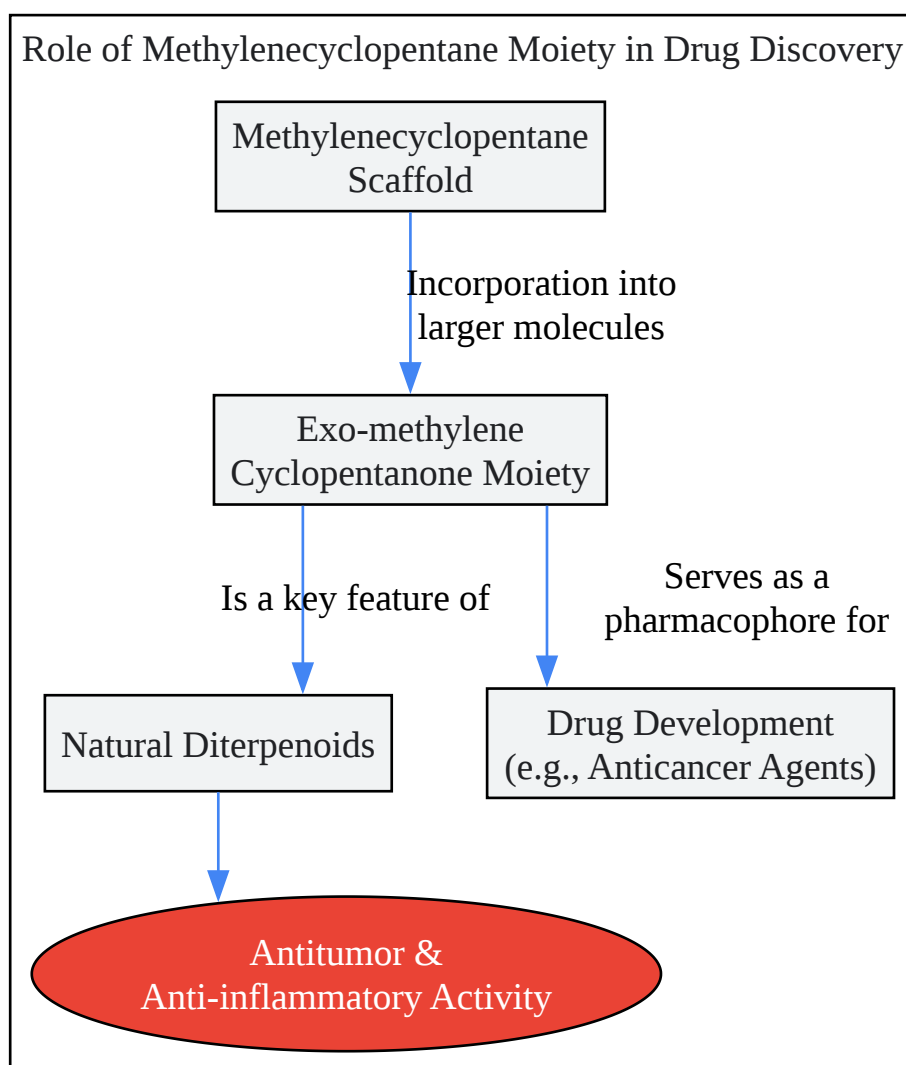 Role of Methylenecyclopentane Moiety in Drug Discovery
Methylenecyclopentane
Scaffold
Incorporation into
larger molecules
Exo-methylene
Cyclopentanone Moiety
Is a key feature of
Serves as a
pharmacophore for
Natural Diterpenoids
Drug Development
(e.g., Anticancer Agents)
Antitumor &
Anti-inflammatory Activity